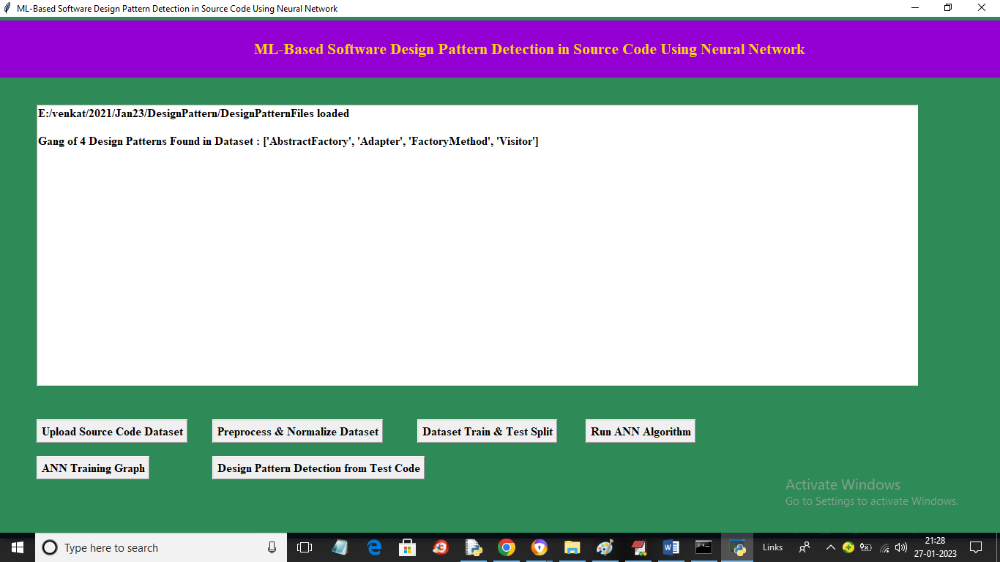 ML-Based Software Design Pattern Detection in Source Code Using Neural Network
ML-Based Software Design Pattern Detection in Source Code Using Neural Network
E:/venkat/2021/Jan23/DesignPattern/DesignPatternFiles loaded
Gang of 4 Design Patterns Found in Dataset : ['AbstractFactory', 'Adapter', 'FactoryMethod', 'Visitor']
Upload Source Code Dataset
Preprocess & Normalize Dataset
Dataset Train & Test Split
Run ANN Algorithm
ANN Training Graph
Design Pattern Detection from Test Code
Activate Windows
Go to Settings to activate Windows.
Type here to search
Links
21:28
27-01-2023